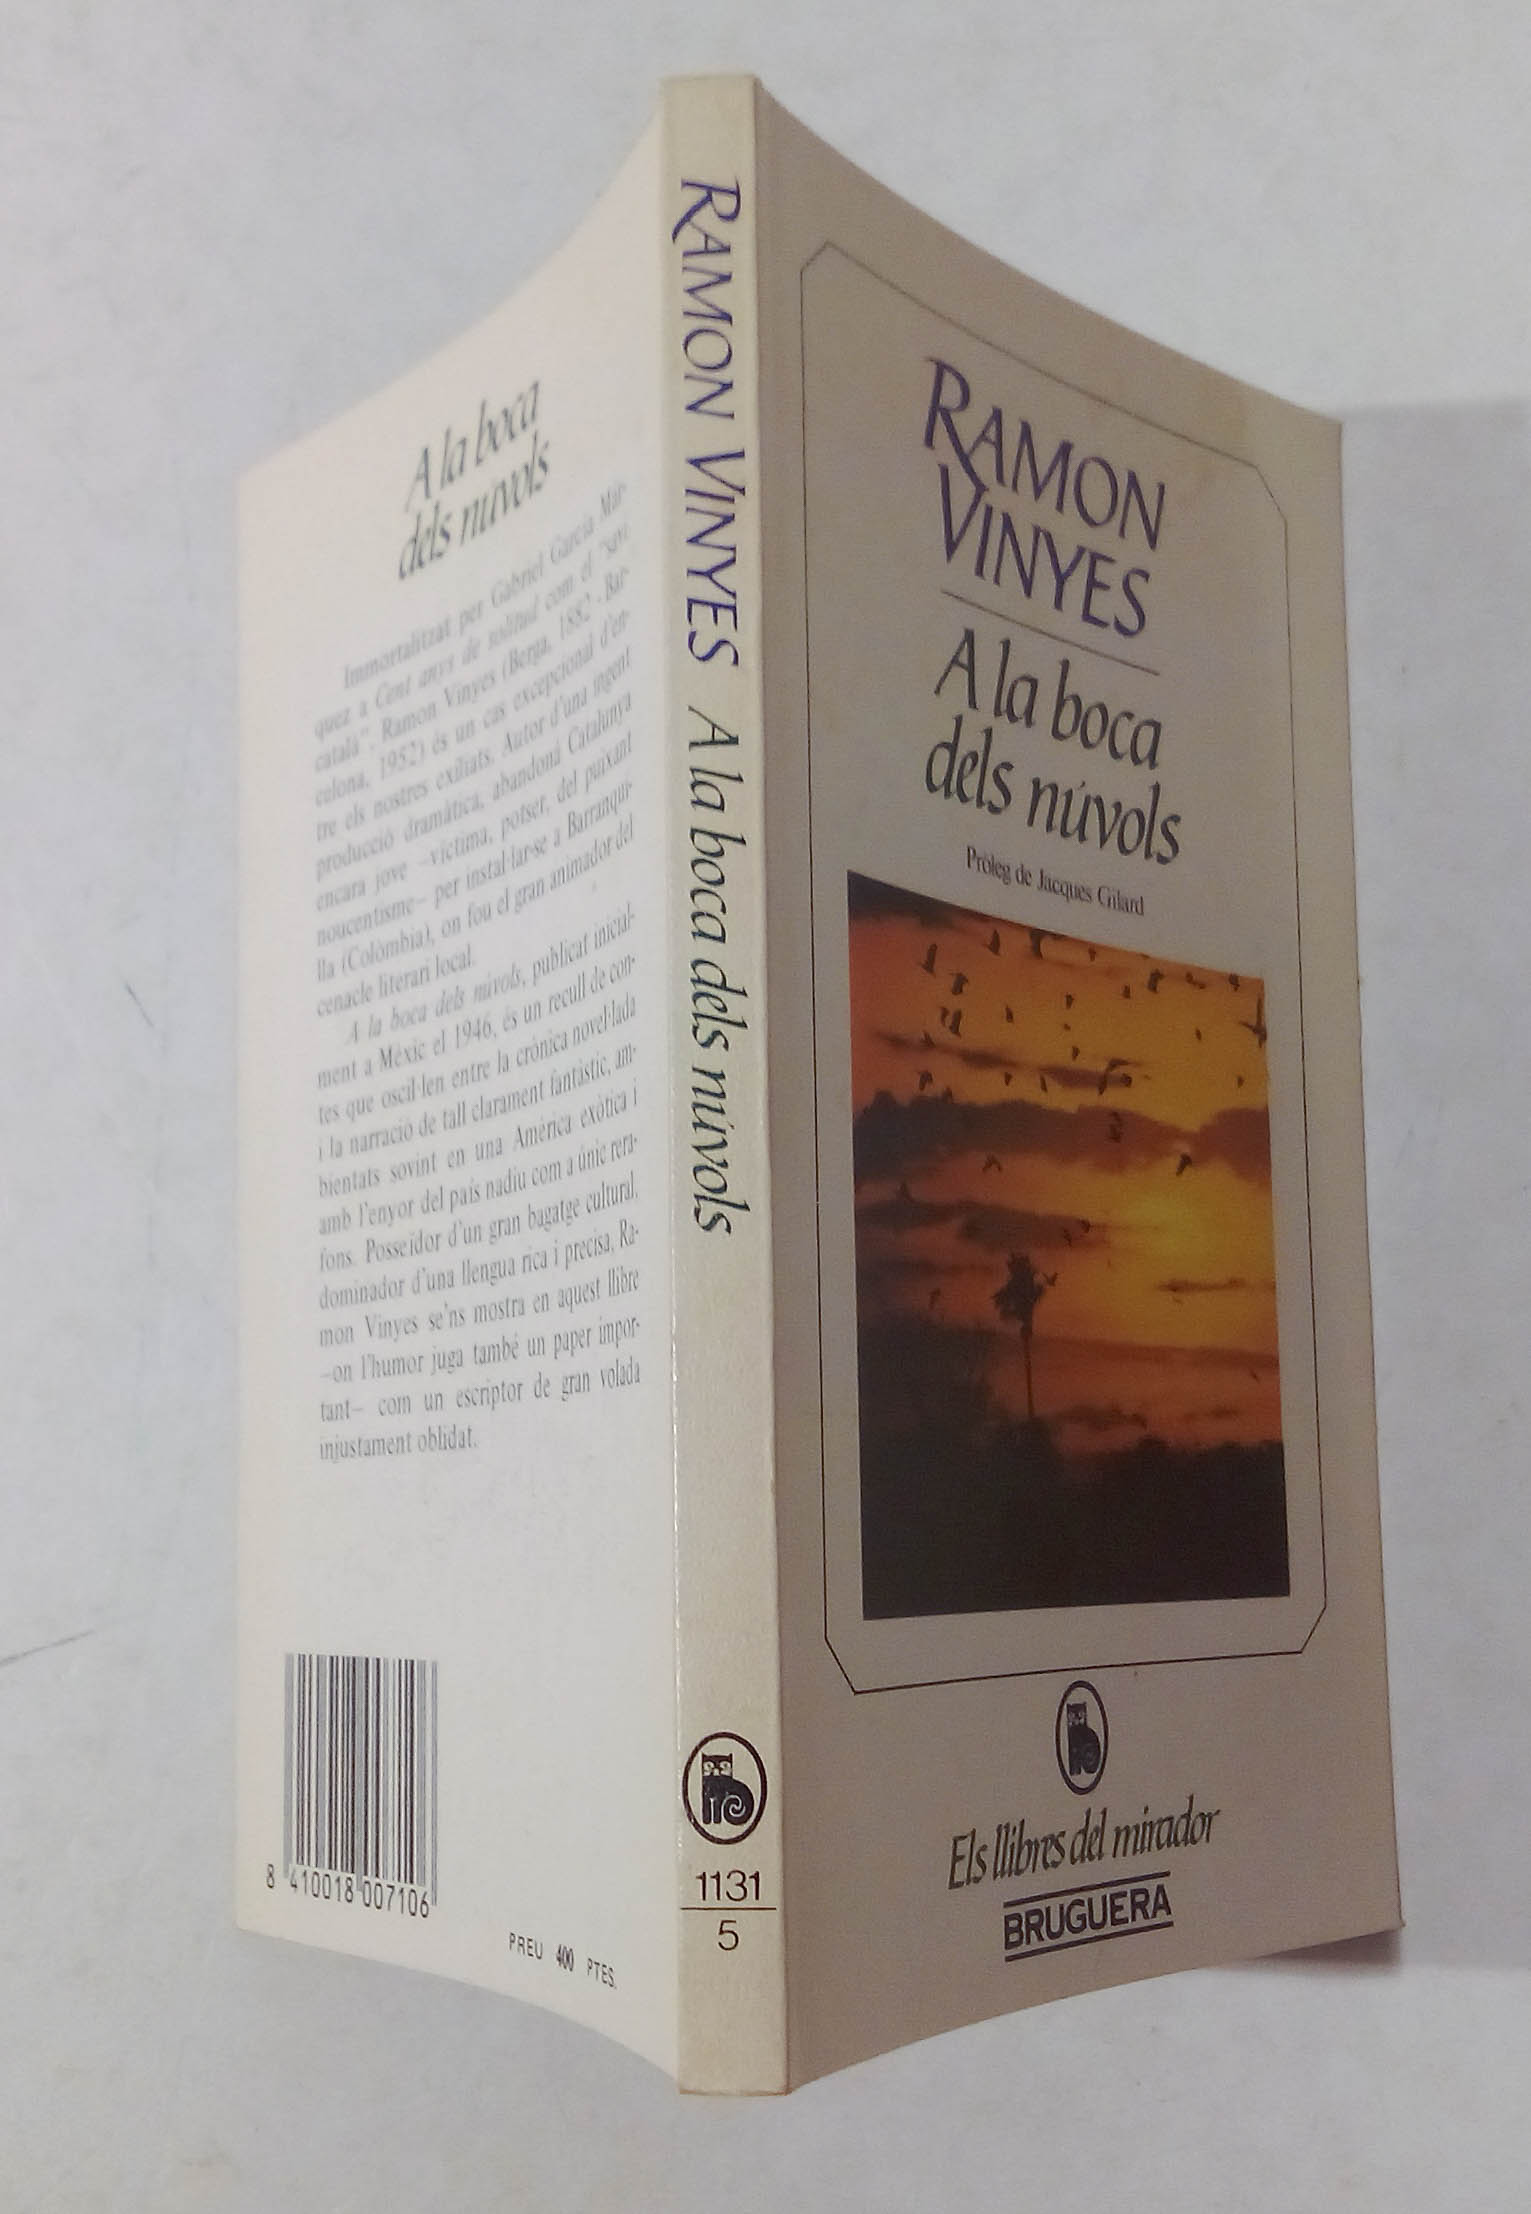 A la boca
dels núvols
Immortalitzat per Gabriel García Már-
quez a Cent anys de solitud com el "savi
català", Ramon Vinyes (Berga, 1882 - Bar-
celona, 1952) és un cas excepcional d'en-
tre els nostres exiliats. Autor d'una ingent
producció dramàtica, abandonà Catalunya
encara jove —víctima, potser, del puixant
noucentisme— per instal·lar-se a Barranqui-
lla (Colòmbia), on fou el gran animador del
cenacle literari local.
A la boca dels núvols, publicat inicial-
ment a Mèxic el 1946, és un recull de con-
tes que oscil·len entre la crònica novel·lada
i la narració de tall clarament fantàstic, am-
bientats sovint en una Amèrica exòtica i
amb l'enyor del país nadiu com a únic rera-
fons. Posseïdor d'un gran bagatge cultural,
dominador d'una llengua rica i precisa, Ra-
mon Vinyes se'ns mostra en aquest llibre
—on l'humor juga també un paper impor-
tant— com un escriptor de gran volada
injustament oblidat.
8 410018 007106
PREU 400 PTES.
RAMON VINYES A la boca dels núvols
1131
5
RAMON
VINYES
A la boca
dels núvols
Pròleg de Jacques Gilard
Els llibres del mirador
BRUGUERA